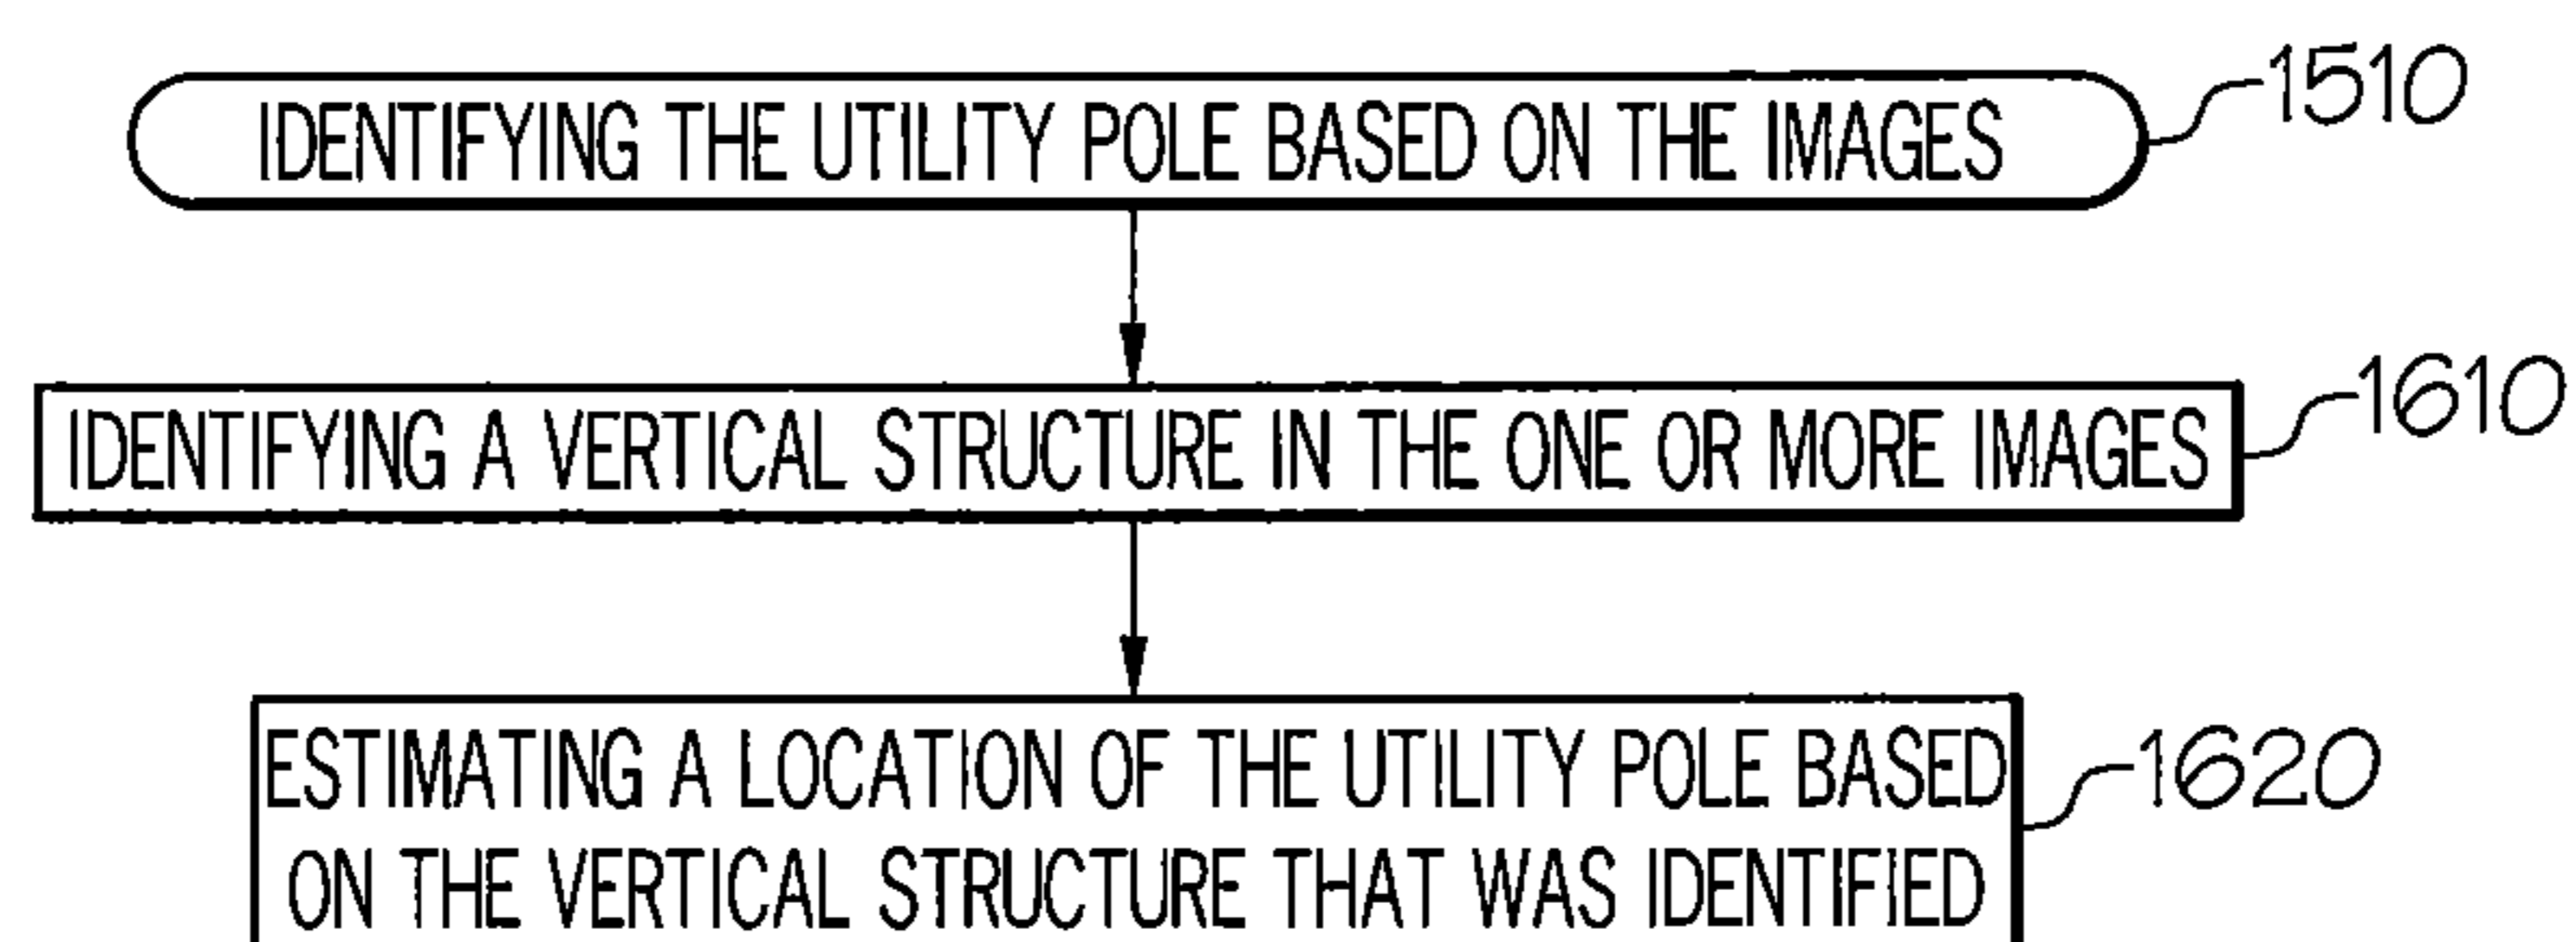 IDENTIFYING THE UTILITY POLE BASED ON THE IMAGES
1510
IDENTIFYING A VERTICAL STRUCTURE IN THE ONE OR MORE IMAGES
1610
ESTIMATING A LOCATION OF THE UTILITY POLE BASED
ON THE VERTICAL STRUCTURE THAT WAS IDENTIFIED
1620